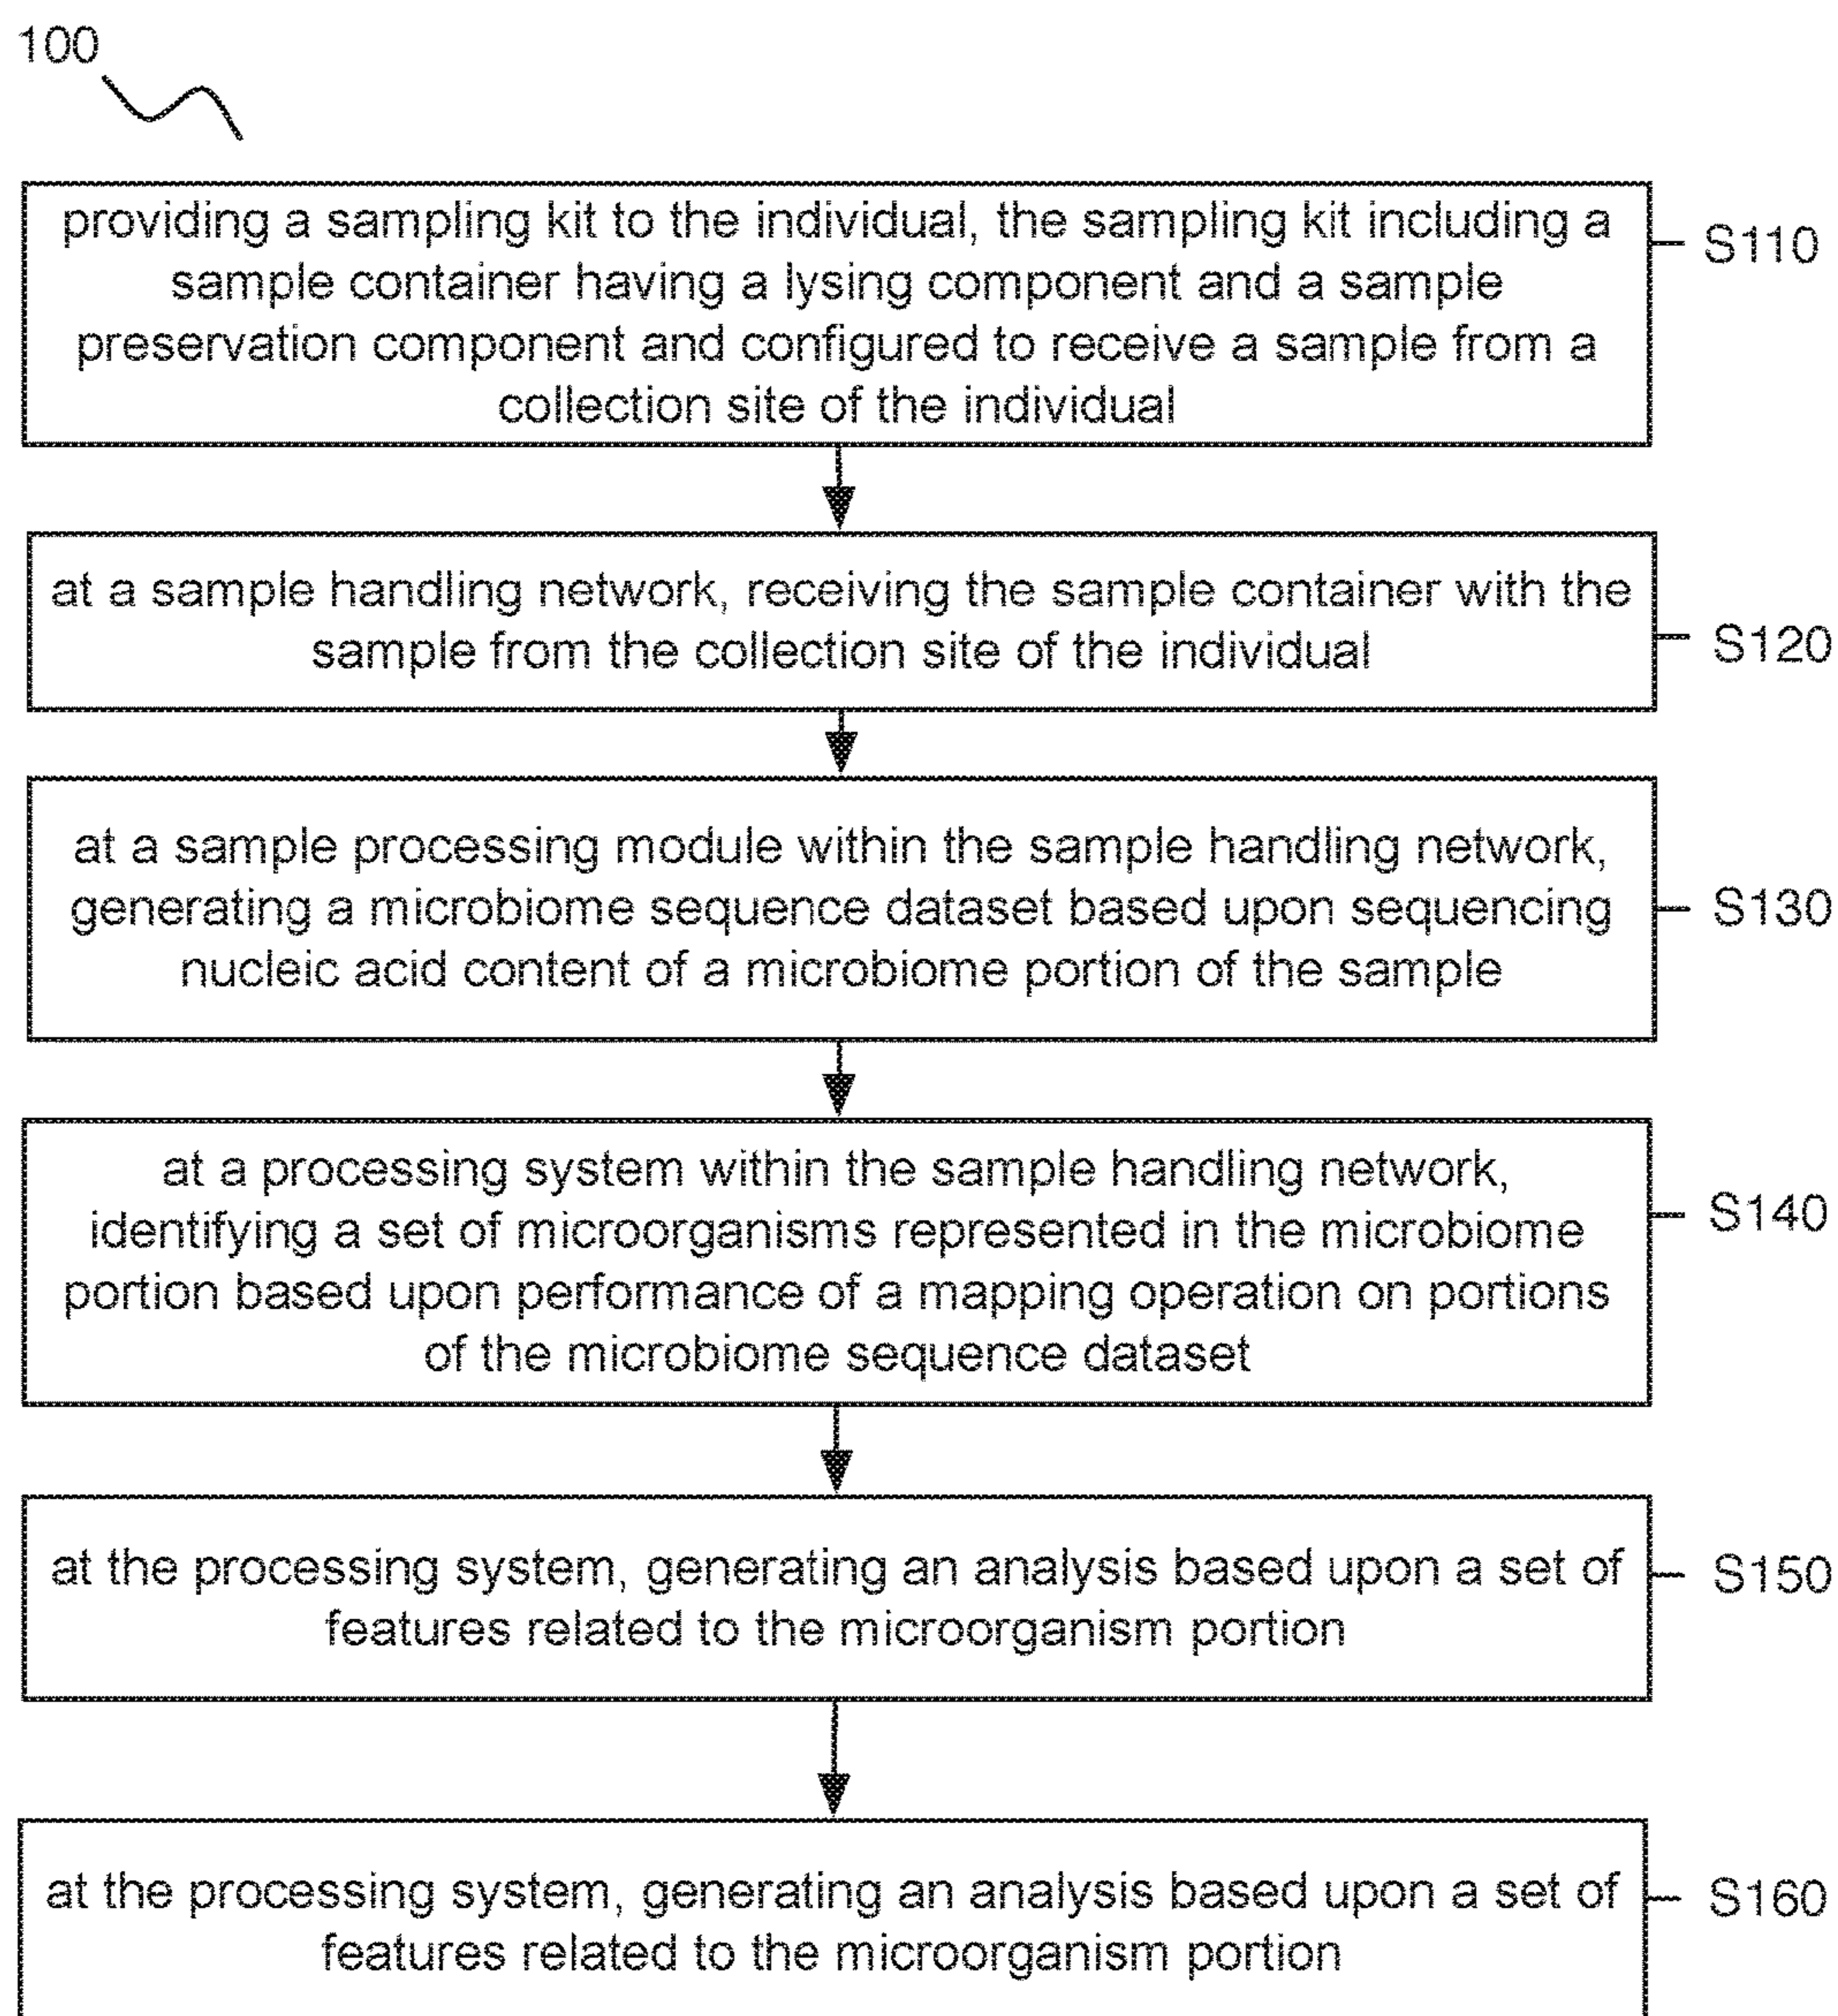 100
providing a sampling kit to the individual, the sampling kit including a
sample container having a lysing component and a sample
preservation component and configured to receive a sample from a
collection site of the individual
S110
at a sample handling network, receiving the sample container with the
sample from the collection site of the individual
S120
at a sample processing module within the sample handling network,
generating a microbiome sequence dataset based upon sequencing
nucleic acid content of a microbiome portion of the sample
S130
at a processing system within the sample handling network,
identifying a set of microorganisms represented in the microbiome
portion based upon performance of a mapping operation on portions
of the microbiome sequence dataset
S140
at the processing system, generating an analysis based upon a set of
features related to the microorganism portion
S150
at the processing system, generating an analysis based upon a set of
features related to the microorganism portion
S160